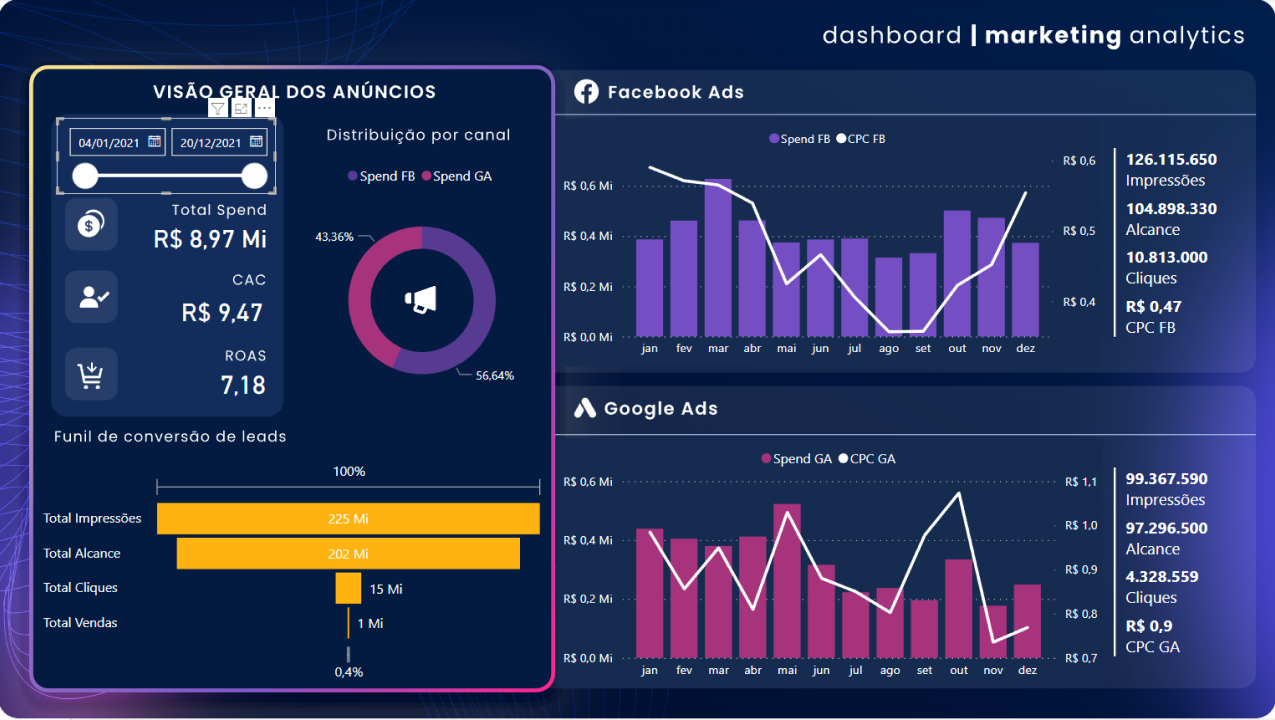 dashboard | marketing analytics
VISÃO GERAL DOS ANÚNCIOS
04/01/2021 20/12/2021
Total Spend
R$ 8,97 Mi
CAC
R$ 9,47
ROAS
7,18
Distribuição por canal
Spend FB Spend GA
43,36%
56,64%
Funil de conversão de leads
100%
Total Impressões 225 Mi
Total Alcance 202 Mi
Total Cliques 15 Mi
Total Vendas 1 Mi
0,4%
Facebook Ads
Spend FB CPC FB
R$ 0,6 Mi
R$ 0,4 Mi
R$ 0,2 Mi
R$ 0,0 Mi
R$ 0,6
R$ 0,5
R$ 0,4
jan fev mar abr mai jun jul ago set out nov dez
126.115.650
Impressões
104.898.330
Alcance
10.813.000
Cliques
R$ 0,47
CPC FB
Google Ads
Spend GA CPC GA
R$ 0,6 Mi
R$ 0,4 Mi
R$ 0,2 Mi
R$ 0,0 Mi
R$ 1,1
R$ 1,0
R$ 0,9
R$ 0,8
R$ 0,7
jan fev mar abr mai jun jul ago set out nov dez
99.367.590
Impressões
97.296.500
Alcance
4.328.559
Cliques
R$ 0,9
CPC GA